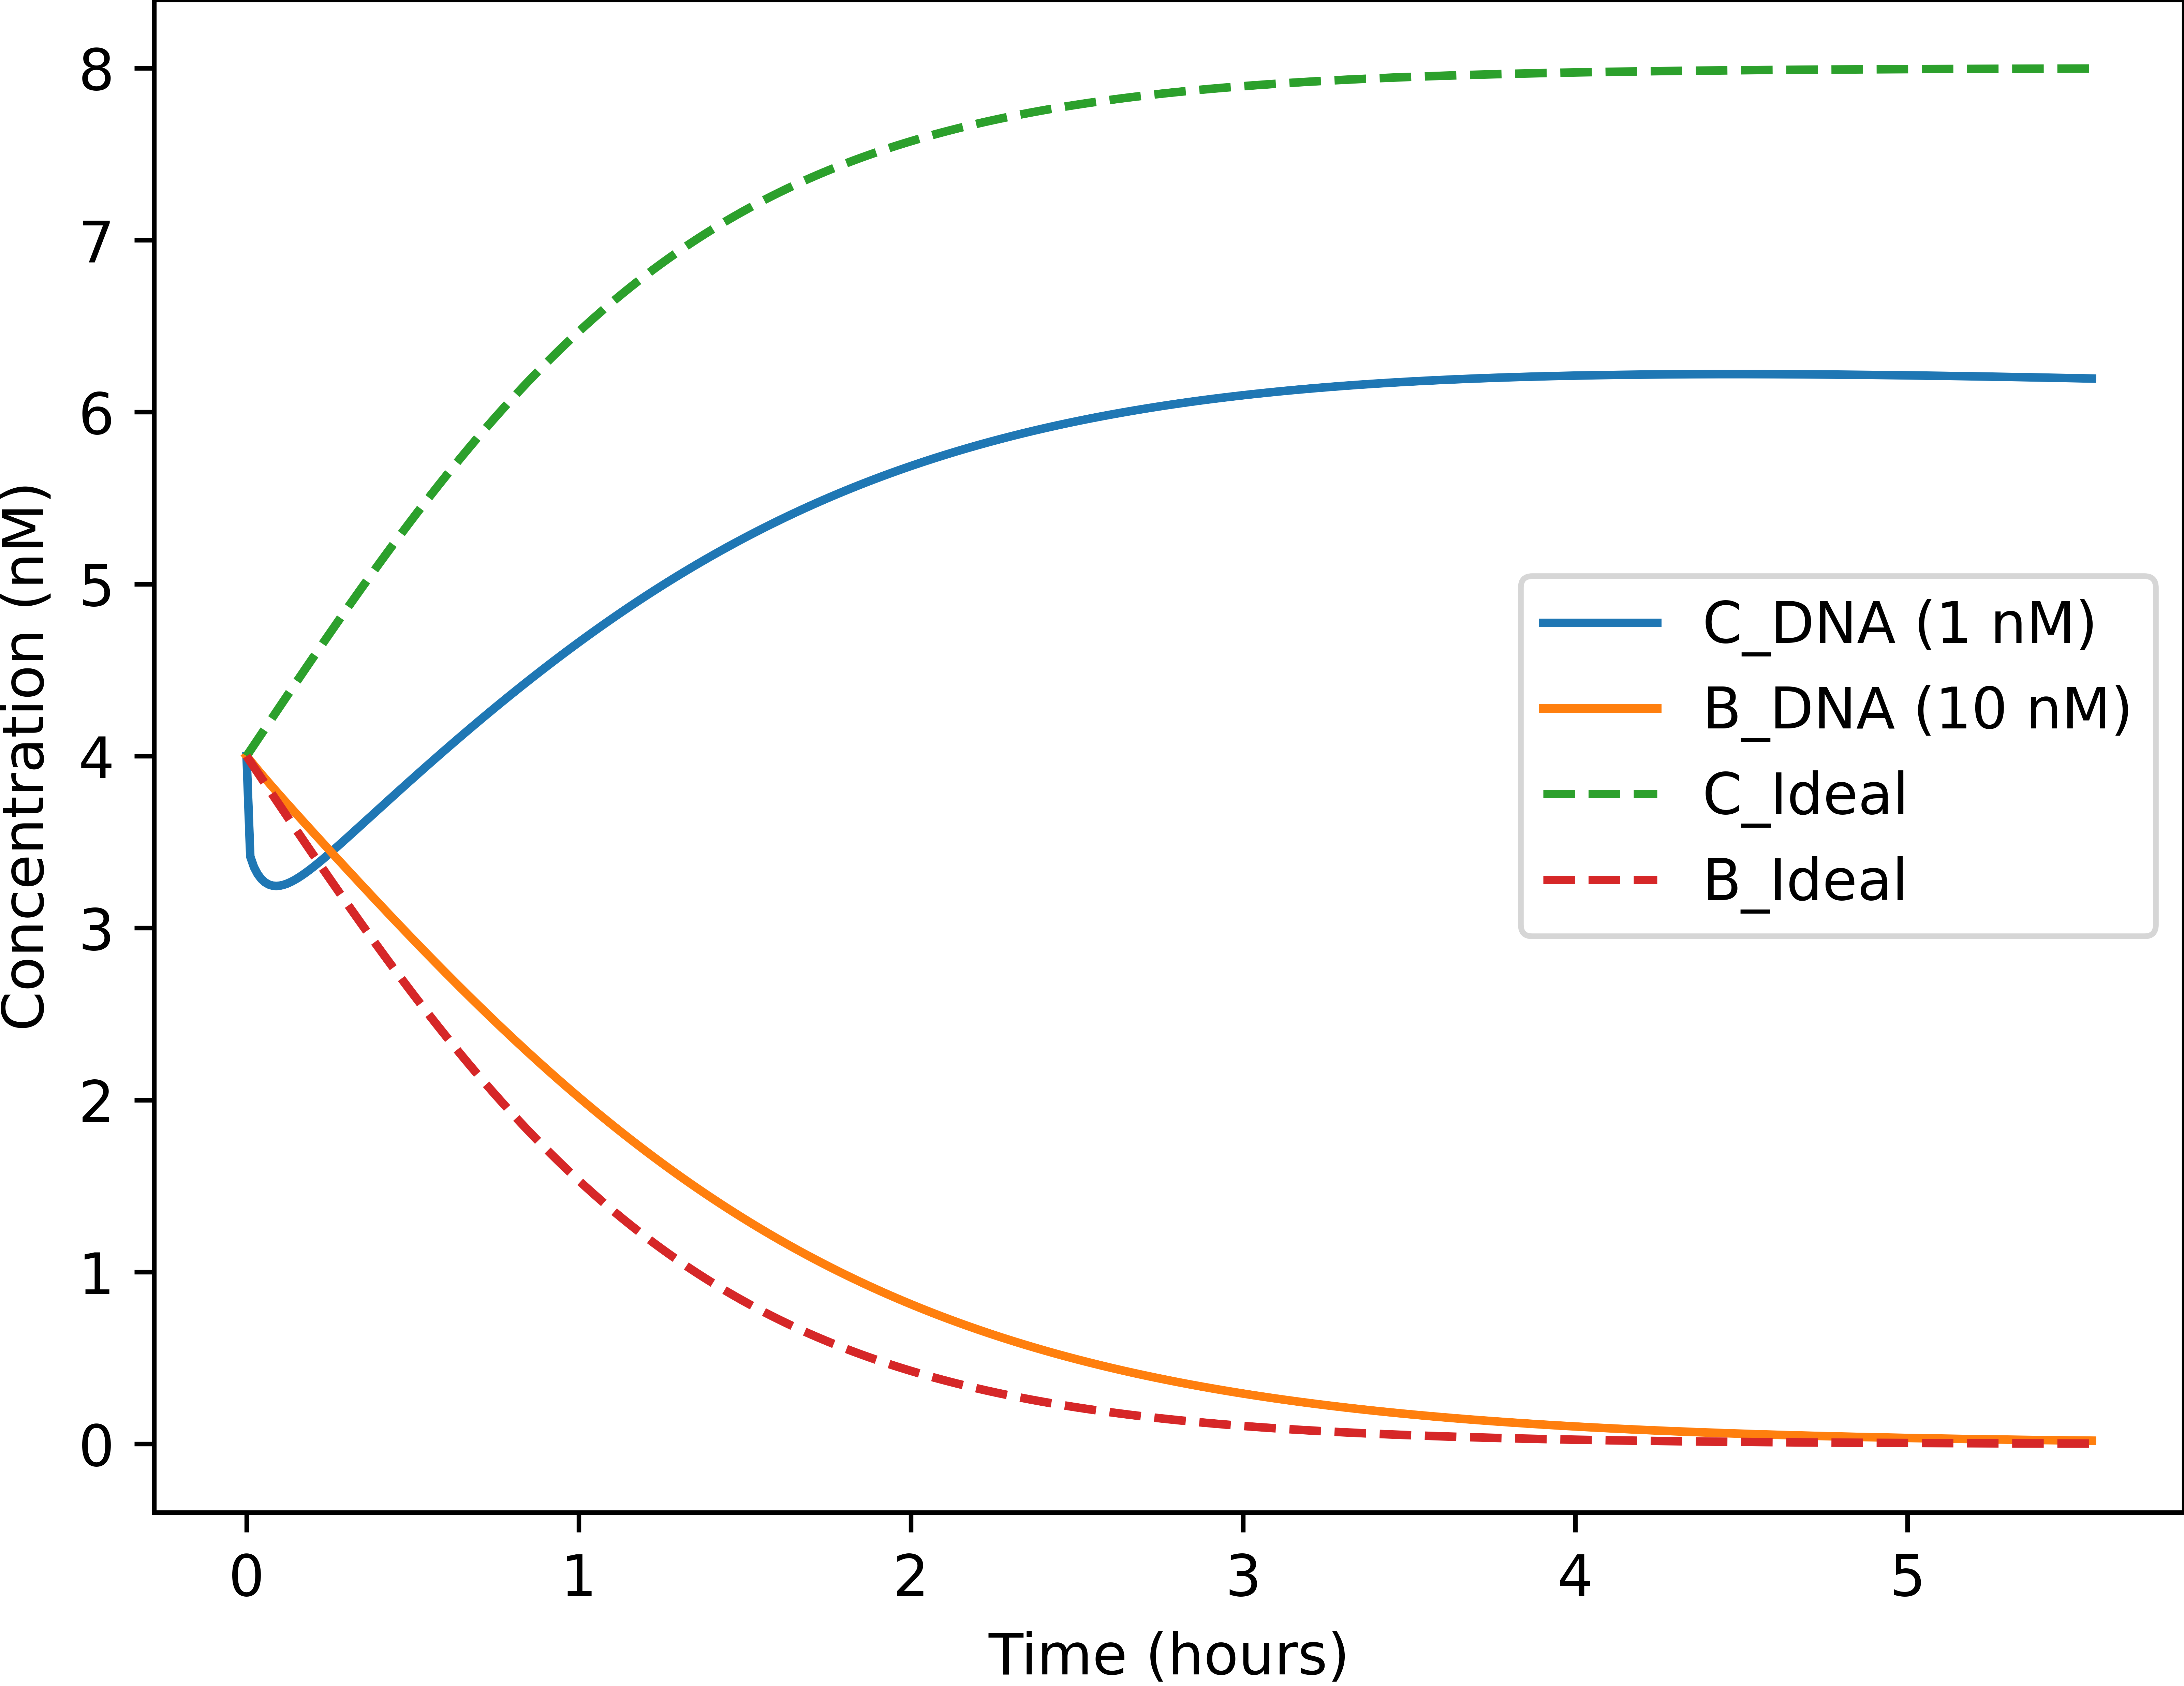 8
7
6
5
4
3
2
1
0
Concentration (nM)
C_DNA (1 nM)
B_DNA (10 nM)
C_Ideal
B_Ideal
0 1 2 3 4 5
Time (hours)